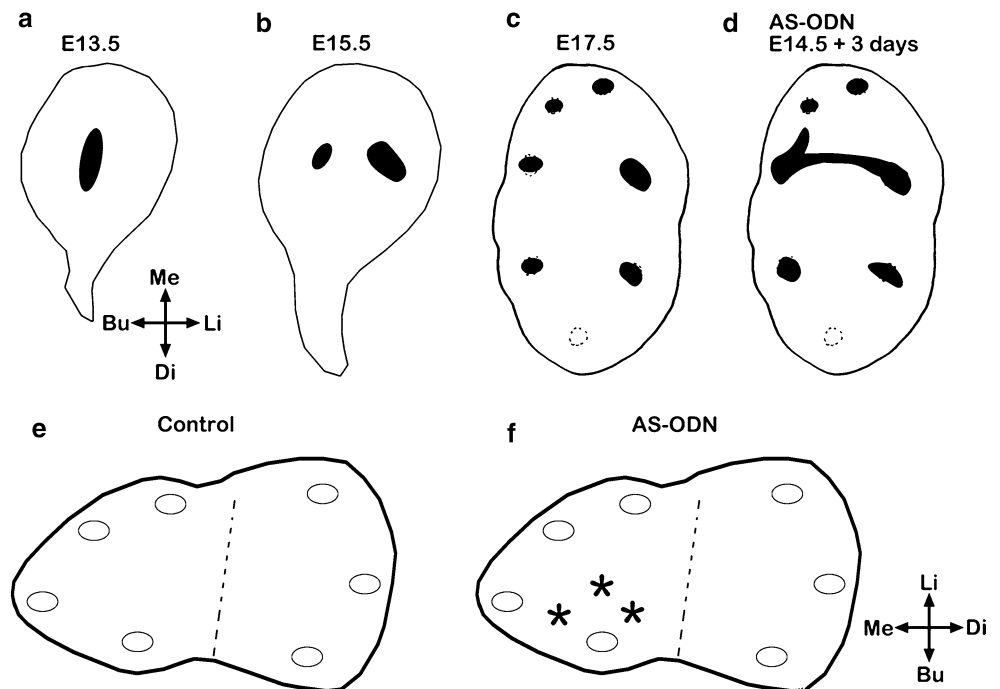 a
E13.5
b
E15.5
c
E17.5
d
AS-ODN
E14.5 + 3 days
Me
Bu
Li
Di
e
Control
f
AS-ODN
Li
Me
Di
Bu